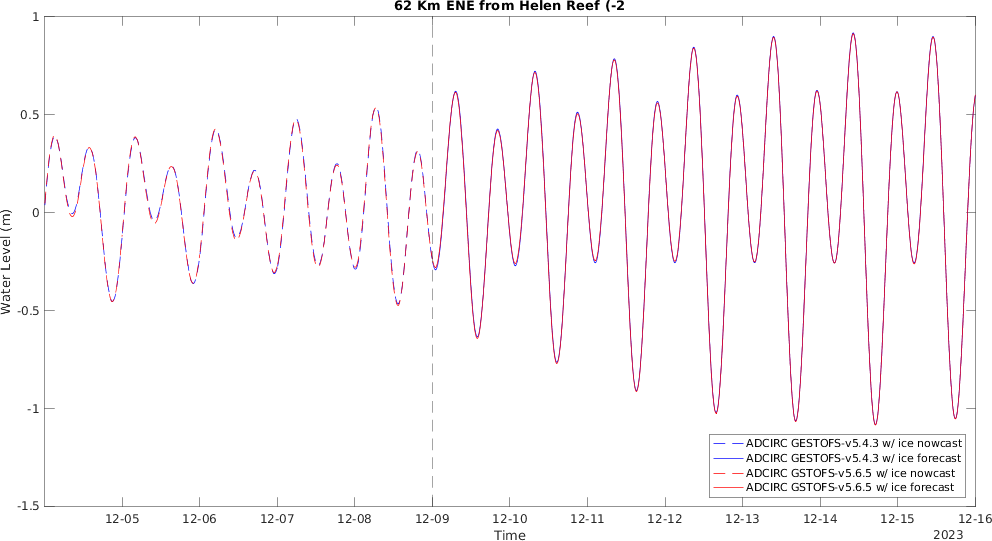 62 Km ENE from Helen Reef (-2
Water Level (m)
1
0.5
0
-0.5
-1
-1.5
12-05 12-06 12-07 12-08 12-09 12-10 12-11 12-12 12-13 12-14 12-15 12-16
Time
2023
ADCIRC GESTOFS-v5.4.3 w/ ice nowcast
ADCIRC GESTOFS-v5.4.3 w/ ice forecast
ADCIRC GSTOFS-v5.6.5 w/ ice nowcast
ADCIRC GSTOFS-v5.6.5 w/ ice forecast